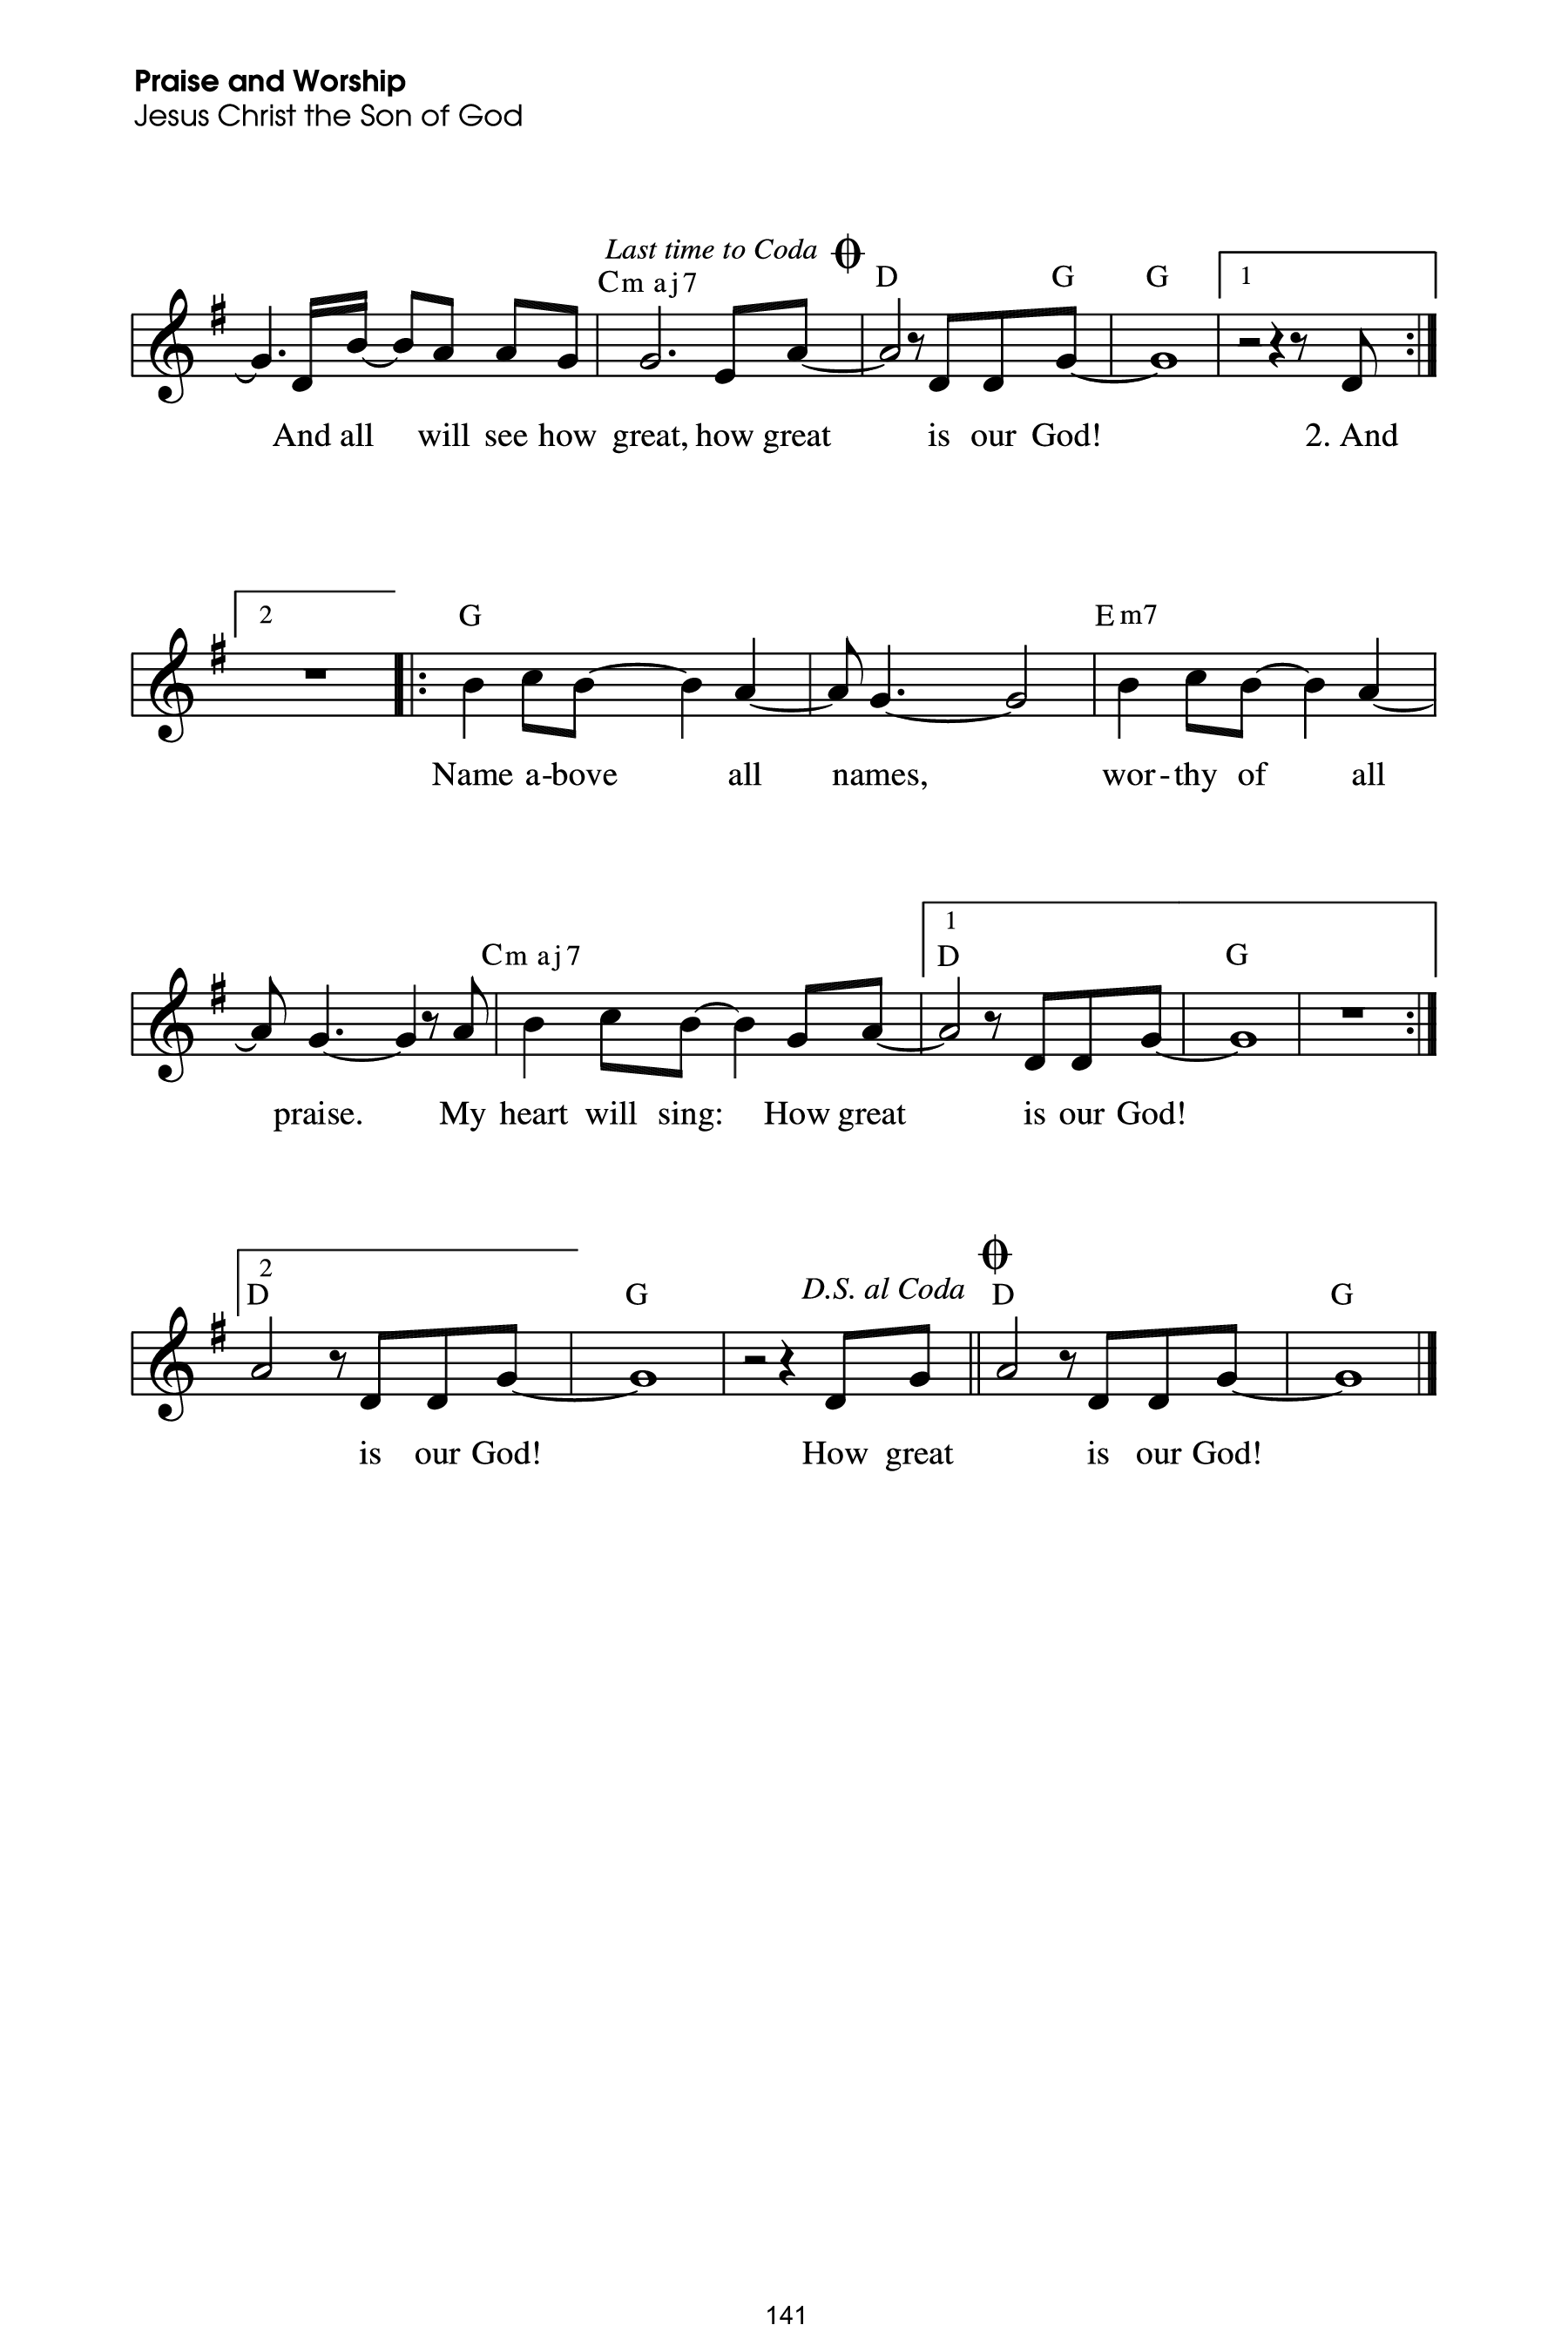 Praise and Worship
Jesus Christ the Son of God
Last time to Coda
Cmaj7 D G G 1
And all will see how great, how great is our God! 2. And
2 G Em7
Name a-bove all names, wor-thy of all
Cmaj7 1 D G
praise. My heart will sing: How great is our God!
2 D G D.S. al Coda D G
is our God! How great is our God!
141